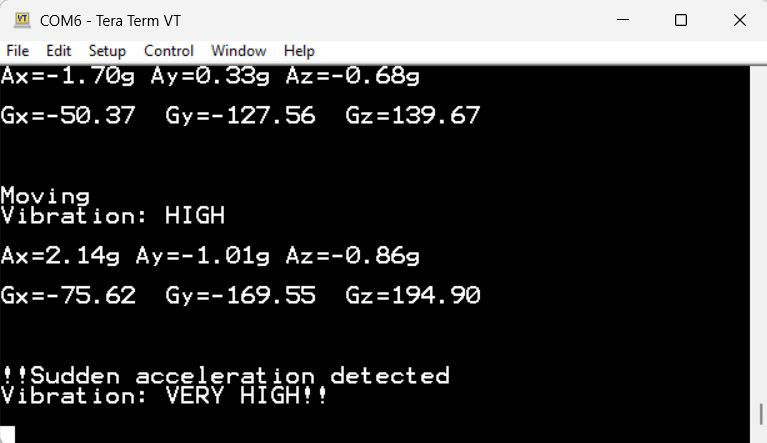 COM6 - Tera Term VT
File Edit Setup Control Window Help
Ax=-1.70g Ay=0.33g Az=-0.68g
Gx=-50.37  Gy=-127.56  Gz=139.67
Moving
Vibration: HIGH
Ax=2.14g Ay=-1.01g Az=-0.86g
Gx=-75.62  Gy=-169.55  Gz=194.90
!!Sudden acceleration detected
Vibration: VERY HIGH!!